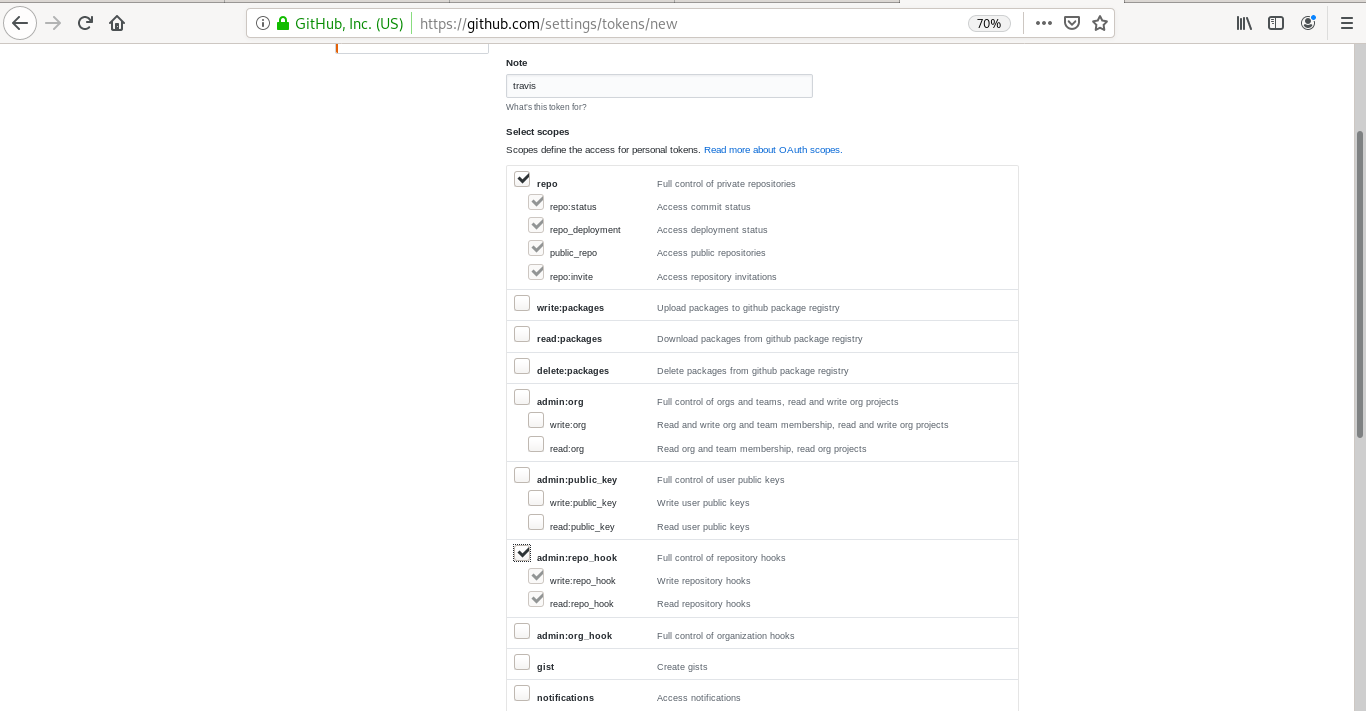 GitHub, Inc. (US) https://github.com/settings/tokens/new 70%
Note
travis
What's this token for?
Select scopes
Scopes define the access for personal tokens. Read more about OAuth scopes.
repo Full control of private repositories
repo:status Access commit status
repo_deployment Access deployment status
public_repo Access public repositories
repo:invite Access repository invitations
write:packages Upload packages to github package registry
read:packages Download packages from github package registry
delete:packages Delete packages from github package registry
admin:org Full control of orgs and teams, read and write org projects
write:org Read and write org and team membership, read and write org projects
read:org Read org and team membership, read org projects
admin:public_key Full control of user public keys
write:public_key Write user public keys
read:public_key Read user public keys
admin:repo_hook Full control of repository hooks
write:repo_hook Write repository hooks
read:repo_hook Read repository hooks
admin:org_hook Full control of organization hooks
gist Create gists
notifications Access notifications